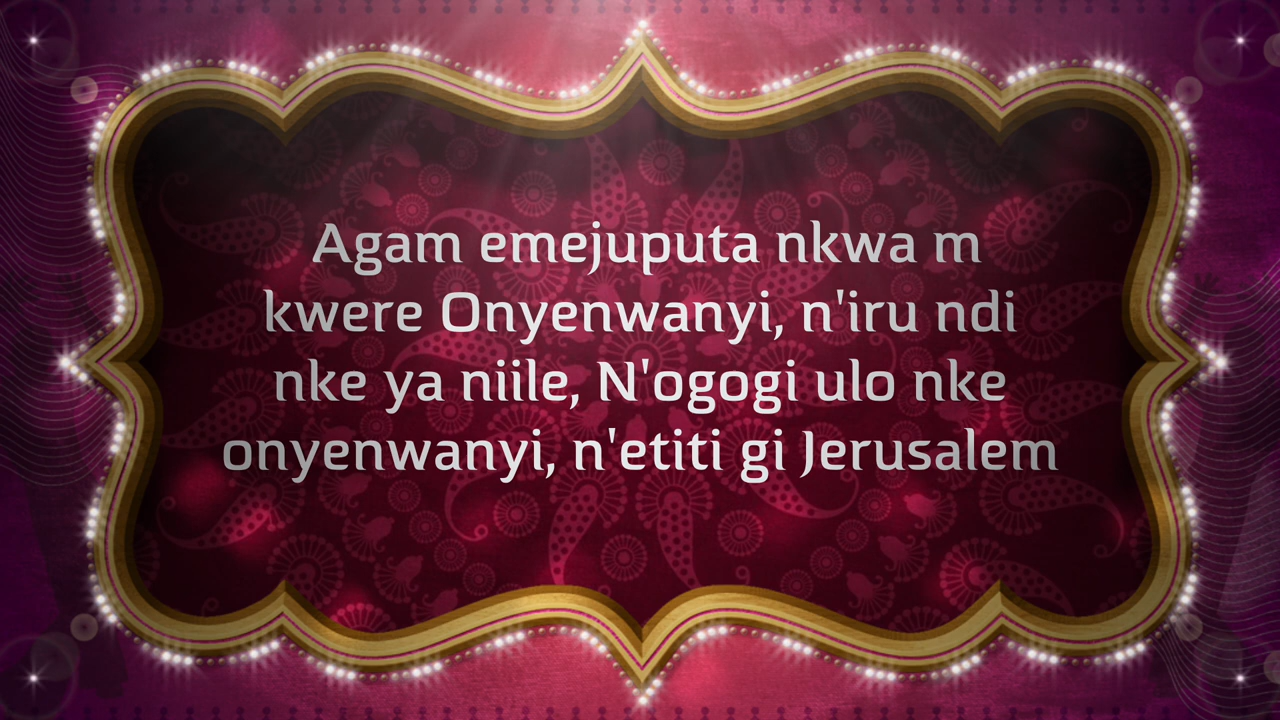 Agam emejuputa nkwa m
kwere Onyenwanyi, n'iru ndi
nke ya niile, N'ogogi ulo nke
onyenwanyi, n'etiti gi Jerusalem